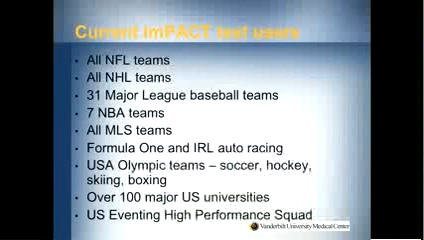 Current ImPACT test users
• All NFL teams
• All NHL teams
• 31 Major League baseball teams
• 7 NBA teams
• All MLS teams
• Formula One and IRL auto racing
• USA Olympic teams – soccer, hockey,
skiing, boxing
• Over 100 major US universities
• US Eventing High Performance Squad
Vanderbilt University Medical Center